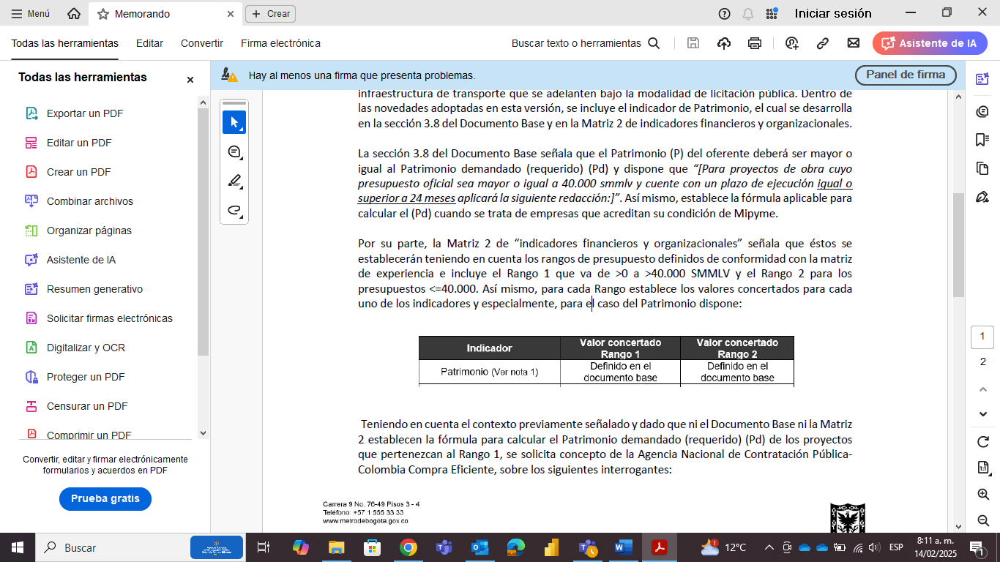 Menú
Memorando
Crear
Iniciar sesión
Todas las herramientas
Editar
Convertir
Firma electrónica
Buscar texto o herramientas
Asistente de IA
Todas las herramientas
Exportar un PDF
Editar un PDF
Crear un PDF
Combinar archivos
Organizar páginas
Asistente de IA
Resumen generativo
Solicitar firmas electrónicas
Digitalizar y OCR
Proteger un PDF
Censurar un PDF
Comprimir un PDF
Convertir, editar y firmar electrónicamente
formularios y acuerdos en PDF
Prueba gratis
Hay al menos una firma que presenta problemas.
Panel de firma
infraestructura de transporte que se adelanten bajo la modalidad de licitación pública. Dentro de
las novedades adoptadas en esta versión, se incluye el indicador de Patrimonio, el cual se desarrolla
en la sección 3.8 del Documento Base y en la Matriz 2 de indicadores financieros y organizacionales.
La sección 3.8 del Documento Base señala que el Patrimonio (P) del oferente deberá ser mayor o
igual al Patrimonio demandado (requerido) (Pd) y dispone que “[Para proyectos de obra cuyo
presupuesto oficial sea mayor o igual a 40.000 smmlv y cuente con un plazo de ejecución igual o
superior a 24 meses aplicará la siguiente redacción:]”. Así mismo, establece la fórmula aplicable para
calcular el (Pd) cuando se trata de empresas que acreditan su condición de Mipyme.
Por su parte, la Matriz 2 de “indicadores financieros y organizacionales” señala que éstos se
establecerán teniendo en cuenta los rangos de presupuesto definidos de conformidad con la matriz
de experiencia e incluye el Rango 1 que va de >0 a >40.000 SMMLV y el Rango 2 para los
presupuestos <=40.000. Así mismo, para cada Rango establece los valores concertados para cada
uno de los indicadores y especialmente, para el caso del Patrimonio dispone:
Indicador
Valor concertado
Rango 1
Valor concertado
Rango 2
Patrimonio (Ver nota 1)
Definido en el
documento base
Definido en el
documento base
Teniendo en cuenta el contexto previamente señalado y dado que ni el Documento Base ni la Matriz
2 establecen la fórmula para calcular el Patrimonio demandado (requerido) (Pd) de los proyectos
que pertenezcan al Rango 1, se solicita concepto de la Agencia Nacional de Contratación Pública-
Colombia Compra Eficiente, sobre los siguientes interrogantes:
Carrera 9 No. 76-49 Pisos 3 - 4
Teléfono: +57 1 555 33 33
www.metrodebogota.gov.co
1
2
Buscar
12°C
ESP
8:11 a. m.
14/02/2025